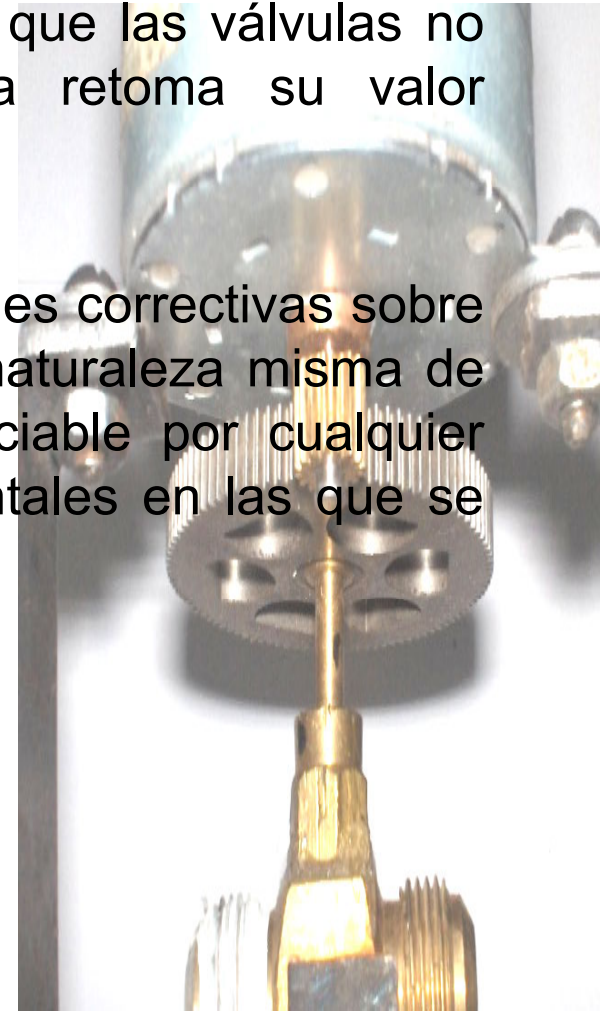 que las válvulas no
a retoma su valor
es correctivas sobre
naturaleza misma de
ciable por cualquier
tales en las que se